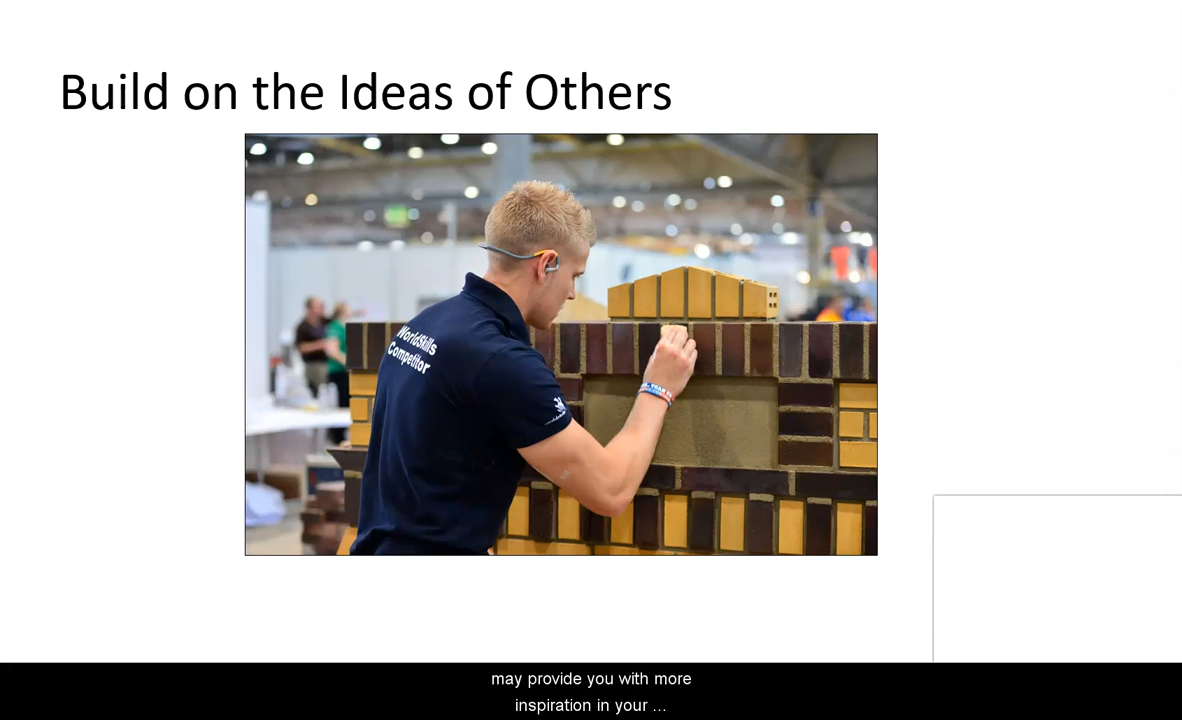 Build on the Ideas of Others
WorldSkills
Competitor
may provide you with more
inspiration in your ...